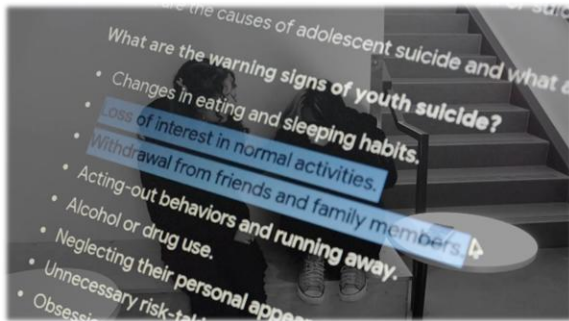 are the causes of adolescent suicide and what
What are the warning signs of youth suicide?
• Changes in eating and sleeping habits.
• Loss of interest in normal activities.
• Withdrawal from friends and family members.
• Acting-out behaviors and running away.
• Alcohol or drug use.
• Neglecting their personal
• Unnecessary